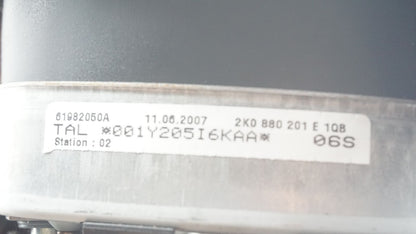 61982050A 11.06.2007 2K0 880 201 E 1QB
TAL *001Y205I6KAA* 06S
Station : 02